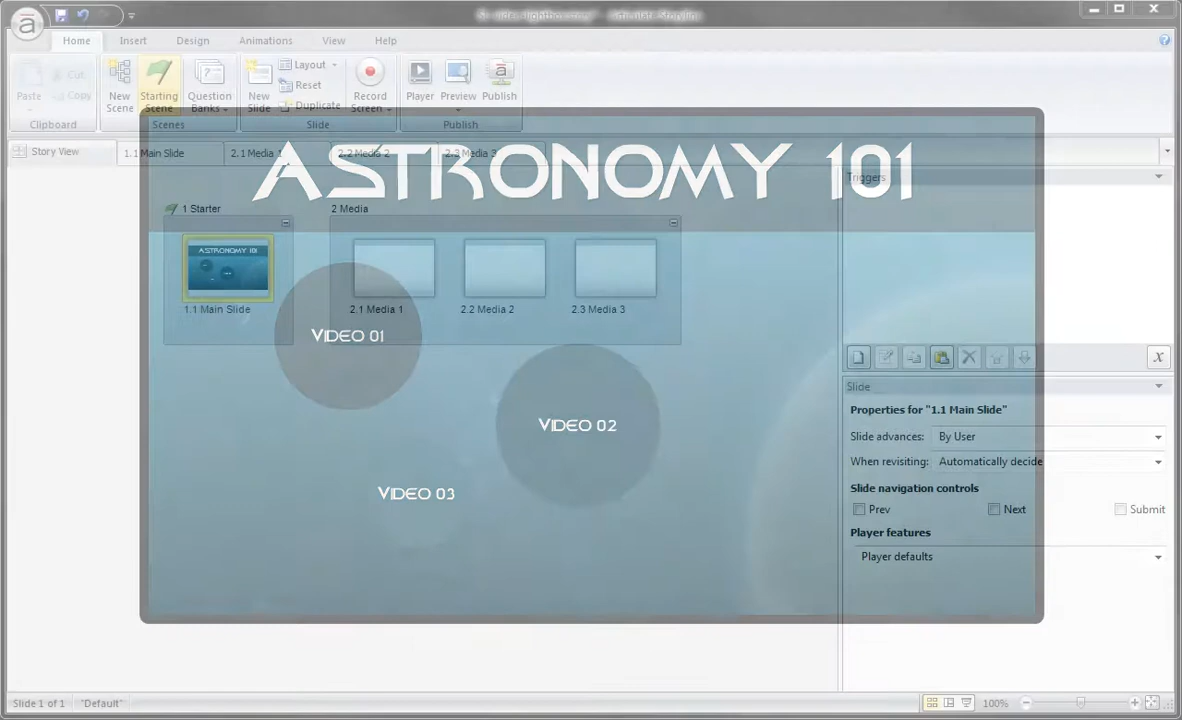 Home Insert Design Animations View Help
Paste Cut
Copy
Clipboard
New
Scene
Starting
Scene
Question
Banks
Scenes
New
Slide
Layout
Reset
Duplicate
Slide
Record
Screen
Player Preview Publish
Publish
Story View 1.1 Main Slide 2.1 Media 2.2 Media 2 2.3 Media 3
ASTRONOMY 101
Triggers
1 Starter 2 Media
ASTRONOMY 101
1.1 Main Slide 2.1 Media 1 2.2 Media 2 2.3 Media 3
VIDEO 01
VIDEO 02
VIDEO 03
Slide
Properties for "1.1 Main Slide"
Slide advances: By User
When revisiting: Automatically decide
Slide navigation controls
Prev Next Submit
Player features
Player defaults
Slide 1 of 1 "Default" 100%